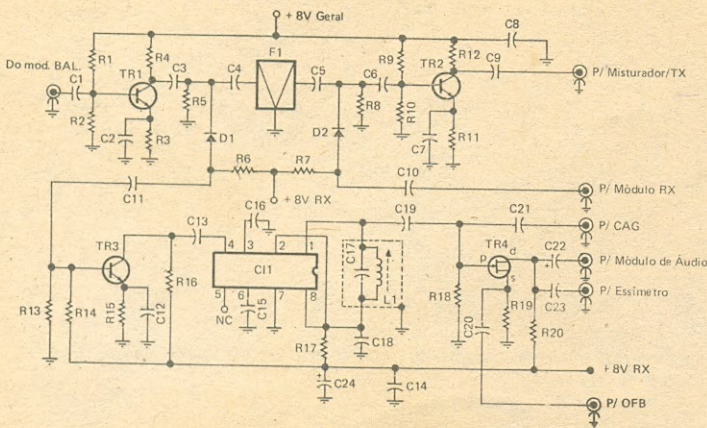 + 8V Geral
C8
Do mod. BAL.
R1
R4
F1
R9
R12
C1
TR1
C3
C4
C5
C6
TR2
C9
P/ Misturador/TX
R5
R8
R10
R2
C2
R3
D1
D2
C7
R11
R6
R7
C10
P/ Módulo RX
C11
+ 8V RX
C13
C16
C19
C21
P/ CAG
TR3
4
3
2
1
C17
TR4
d
C22
P/ Módulo de Áudio
p
s
CI1
L1
C23
P/ Essímetro
R13
R14
R15
C12
R16
5
6
7
8
NC
C15
R18
C20
R19
R20
R17
C18
+8V RX
C24
C14
P/ OFB